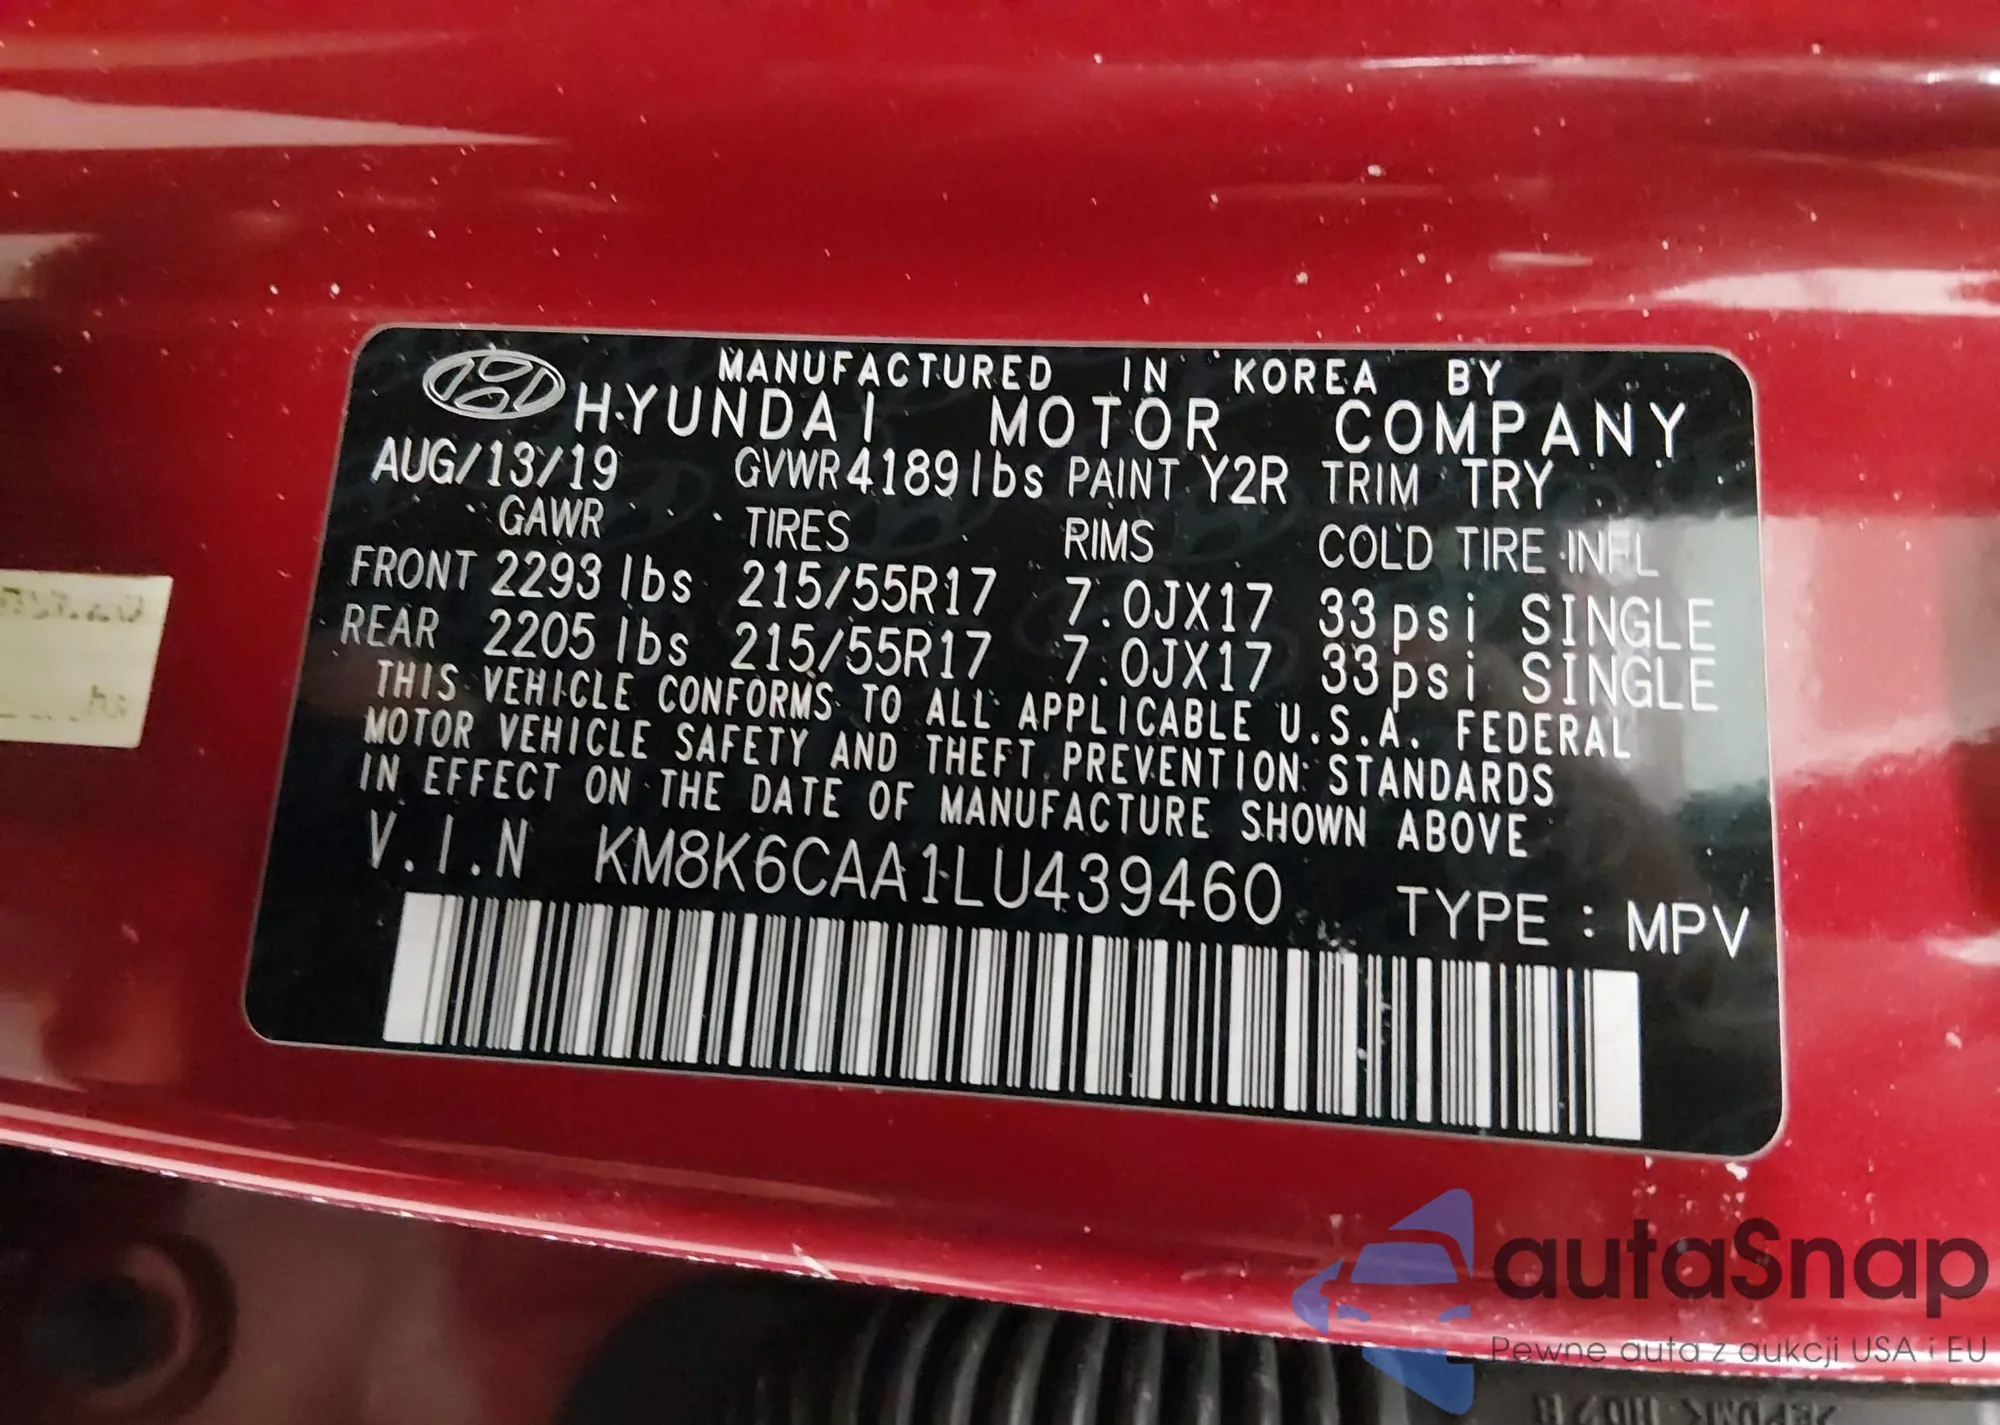 MANUFACTURED IN KOREA BY
HYUNDAI MOTOR COMPANY
AUG/13/19 GVWR 4189 lbs PAINT Y2R TRIM TRY
GAWR TIRES RIMS COLD TIRE INFL
FRONT 2293 lbs 215/55R17 7.0JX17 33 psi SINGLE
REAR 2205 lbs 215/55R17 7.0JX17 33 psi SINGLE
THIS VEHICLE CONFORMS TO ALL APPLICABLE U.S.A. FEDERAL
MOTOR VEHICLE SAFETY AND THEFT PREVENTION STANDARDS
IN EFFECT ON THE DATE OF MANUFACTURE SHOWN ABOVE
V.I.N KM8K6CAA1LU439460 TYPE : MPV
autaSnap
Pewne auta z aukcji USA i EU